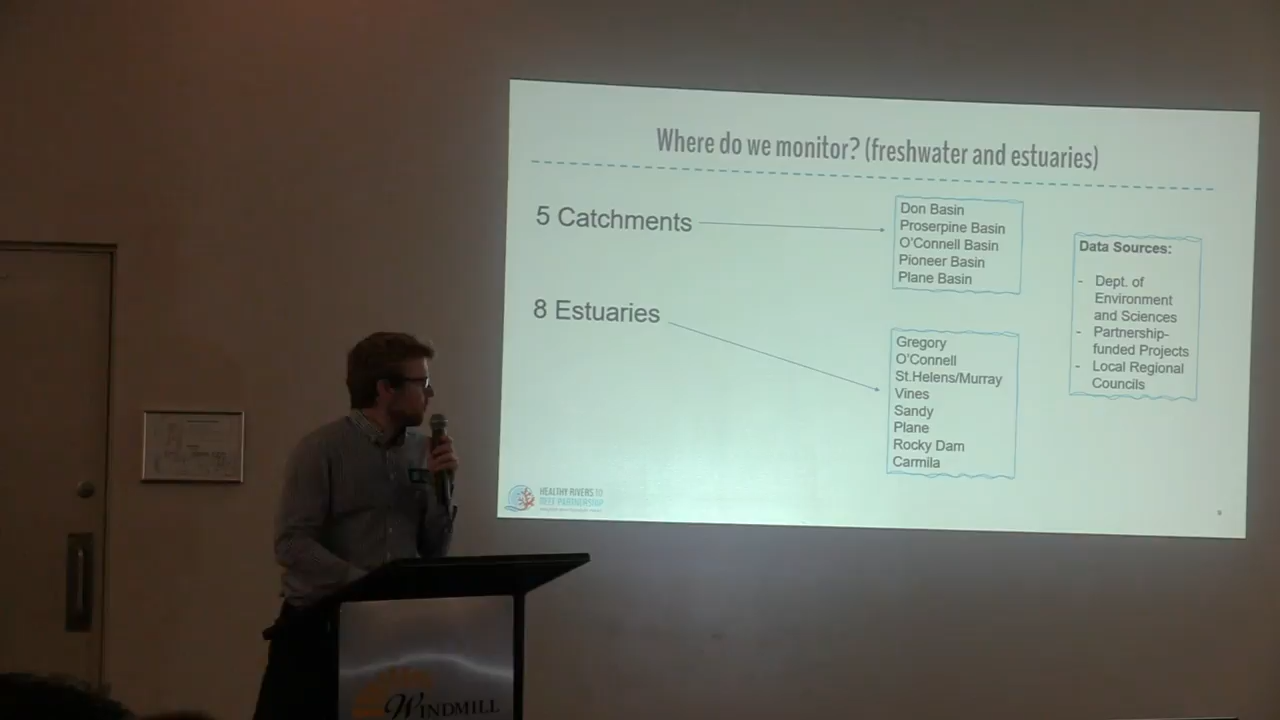 Where do we monitor? (freshwater and estuaries)
5 Catchments
Don Basin
Proserpine Basin
O'Connell Basin
Pioneer Basin
Plane Basin
8 Estuaries
Gregory
O'Connell
St.Helens/Murray
Vines
Sandy
Plane
Rocky Dam
Carmila
Data Sources:
- Dept. of
Environment
and Sciences
- Partnership-
funded Projects
- Local Regional
Councils
HEALTHY RIVERS TO
REEF PARTNERSHIP
9
WINDMILL